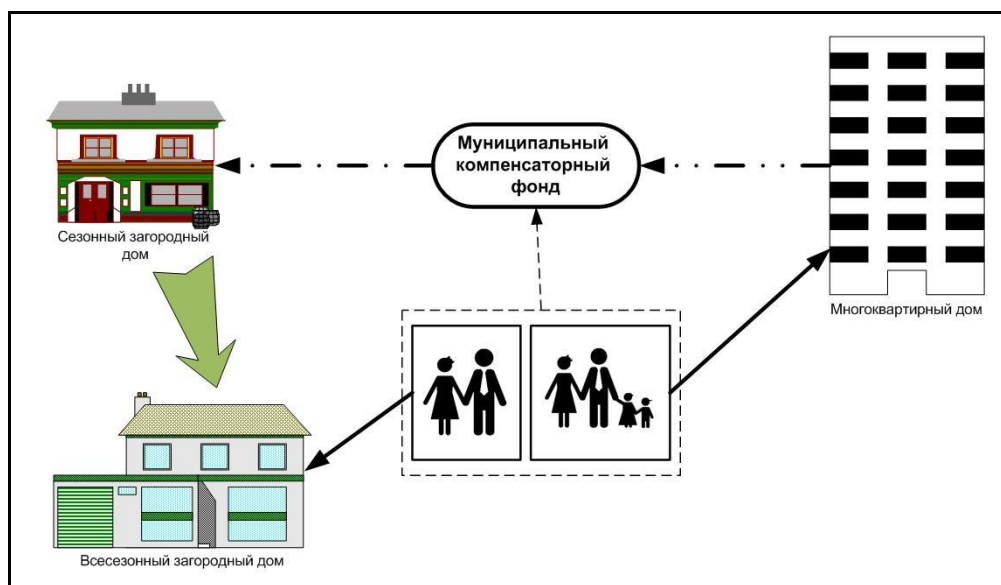 Муниципальный
компенсаторный
фонд
Сезонный загородный
дом
Многоквартирный дом
Всесезонный загородный дом